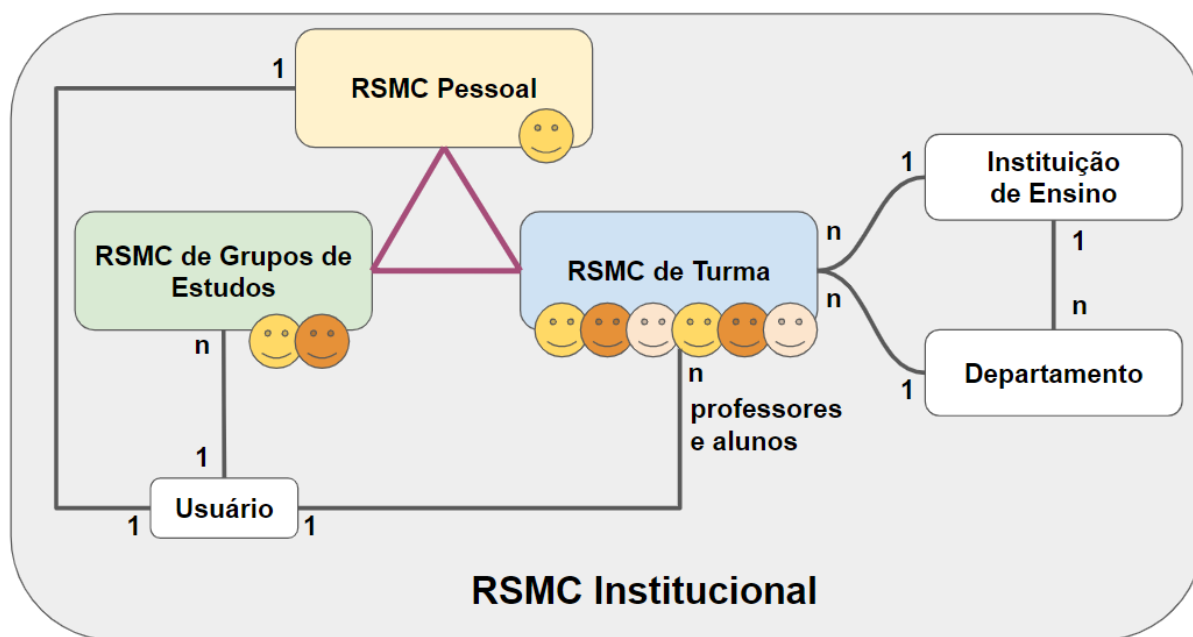 1
RSMC Pessoal
1
Instituição
de Ensino
n
RSMC de Grupos de
Estudos
RSMC de Turma
1
n
n
n
n
1
Departamento
professores
e alunos
1
1
Usuário
1
RSMC Institucional